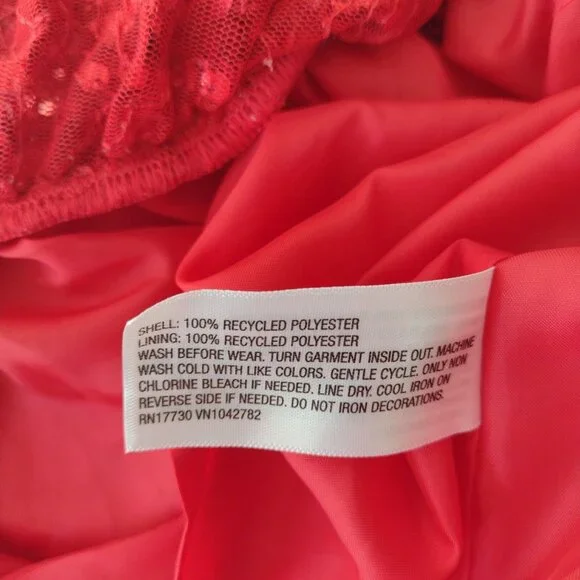 SHELL: 100% RECYCLED POLYESTER
LINING: 100% RECYCLED POLYESTER
WASH BEFORE WEAR. TURN GARMENT INSIDE OUT. MACHINE
WASH COLD WITH LIKE COLORS. GENTLE CYCLE. ONLY NON
CHLORINE BLEACH IF NEEDED. LINE DRY. COOL IRON ON
REVERSE SIDE IF NEEDED. DO NOT IRON DECORATIONS.
RN17730 VN1042782